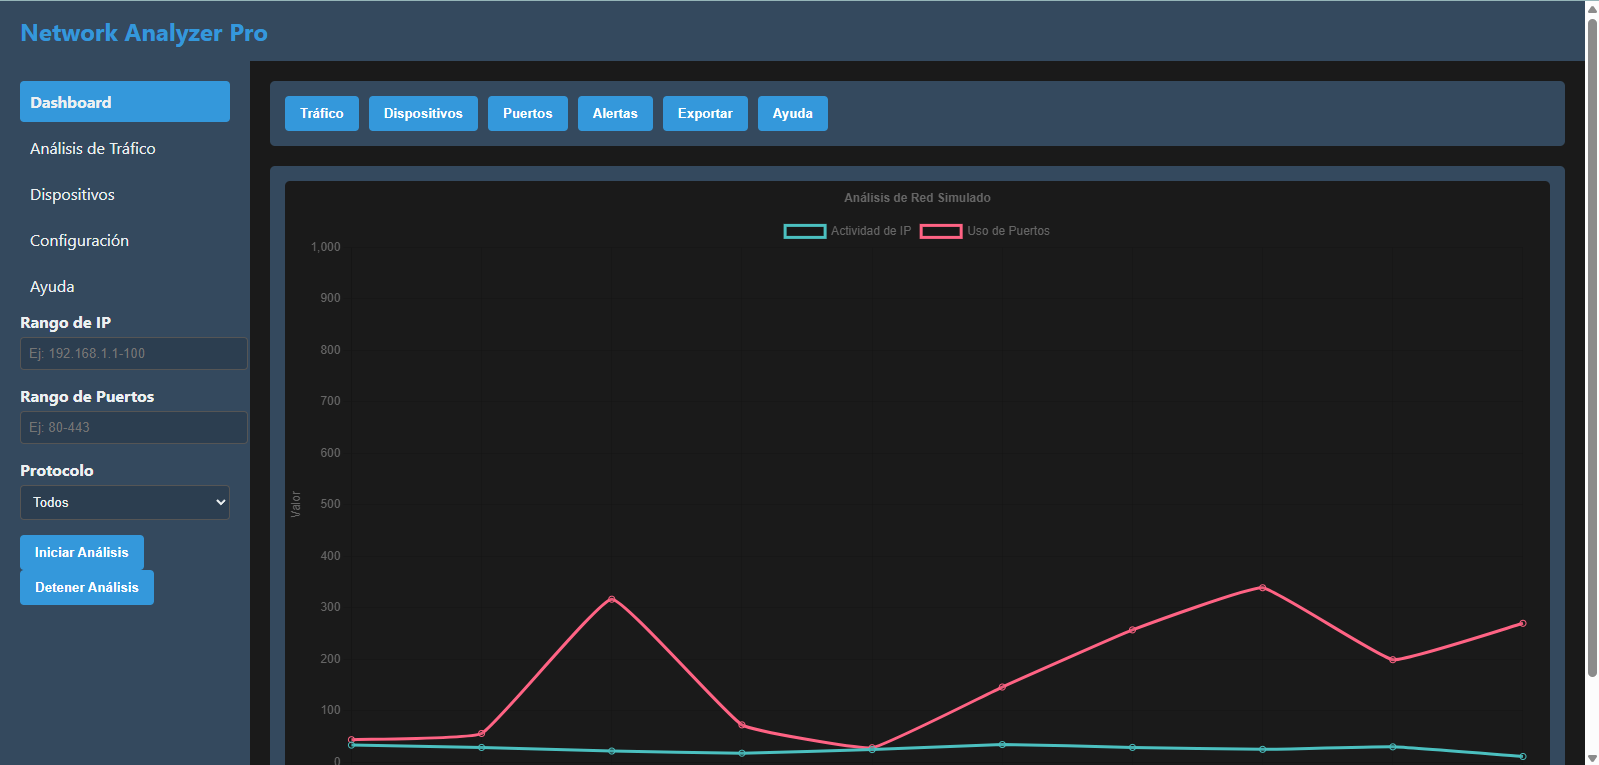 Network Analyzer Pro
Dashboard
Análisis de Tráfico
Dispositivos
Configuración
Ayuda
Rango de IP
Ej: 192.168.1.1-100
Rango de Puertos
Ej: 80-443
Protocolo
Todos
Iniciar Análisis
Detener Análisis
Tráfico Dispositivos Puertos Alertas Exportar Ayuda
Análisis de Red Simulado
Actividad de IP Uso de Puertos
Valor
1,000
900
800
700
600
500
400
300
200
100
0